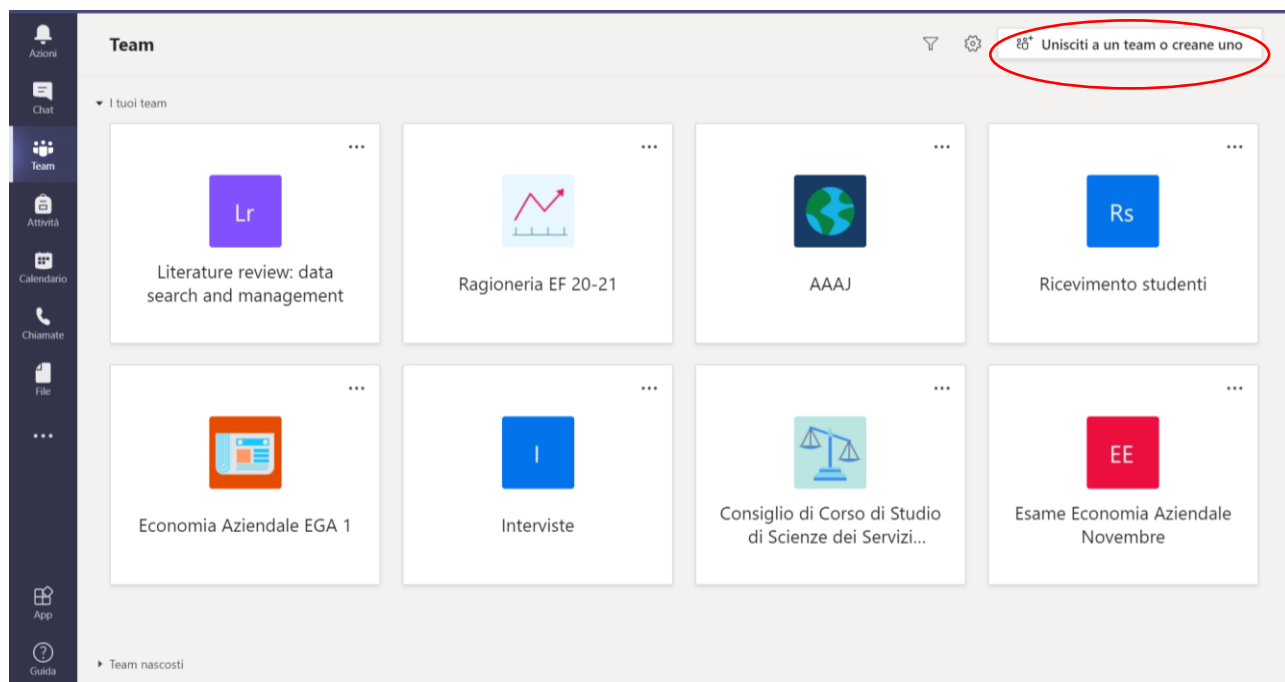 Azioni
Chat
Team
Attività
Calendario
Chiamate
File
App
Guida
Team
Unisciti a un team o creane uno
I tuoi team
Lr
Literature review: data
search and management
Ragioneria EF 20-21
AAAJ
Rs
Ricevimento studenti
Economia Aziendale EGA 1
I
Interviste
Consiglio di Corso di Studio
di Scienze dei Servizi...
EE
Esame Economia Aziendale
Novembre
Team nascosti